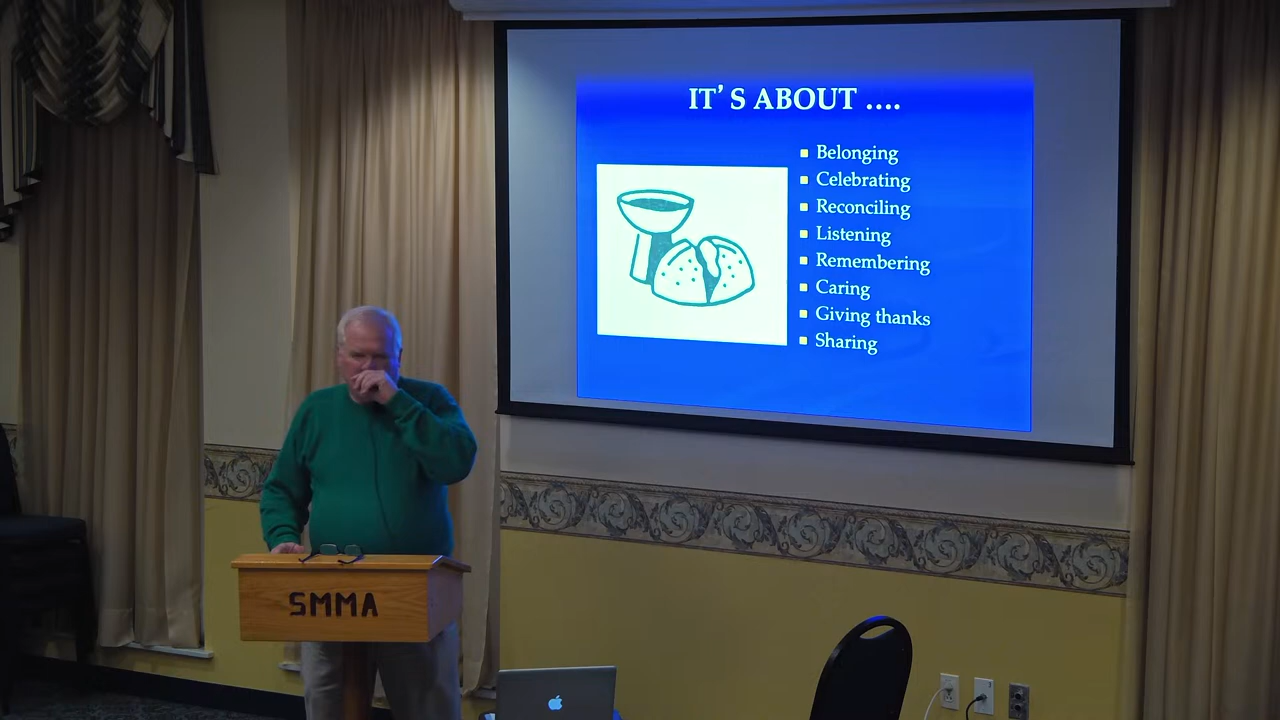 IT'S ABOUT ....
Belonging
Celebrating
Reconciling
Listening
Remembering
Caring
Giving thanks
Sharing
SMMA